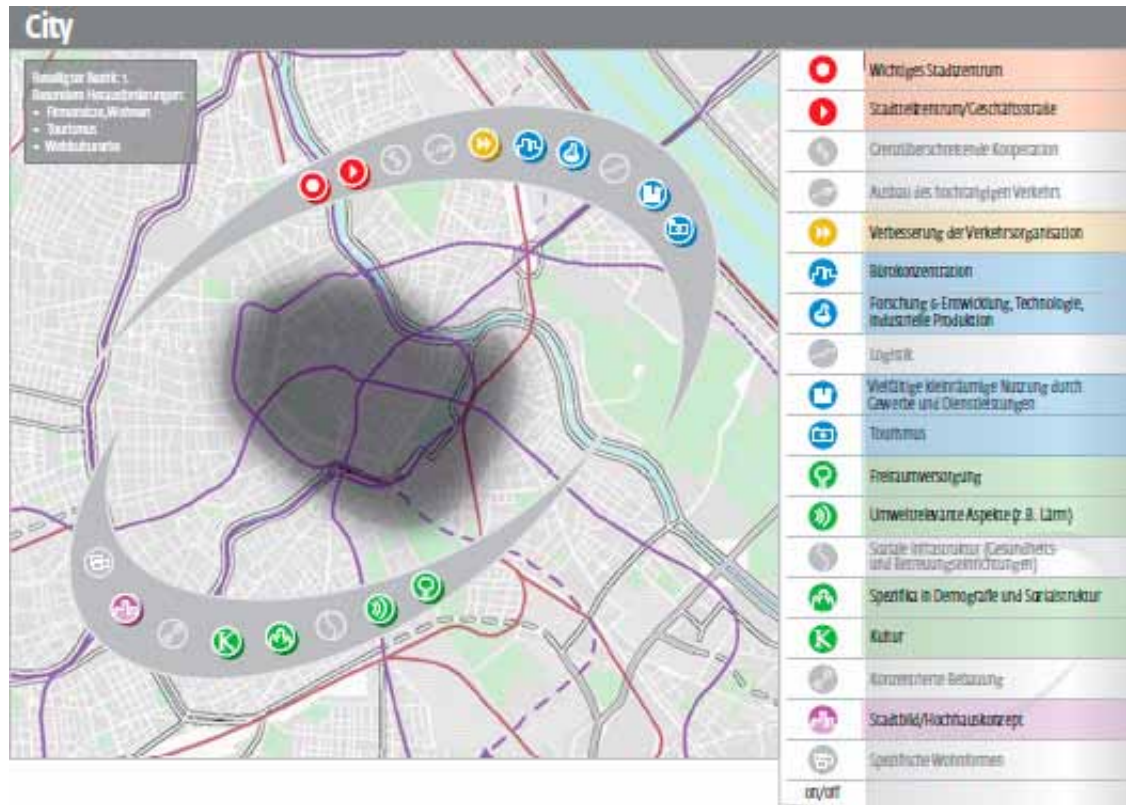 City
Beteiligter Bezirk: 1.
Besondere Herausforderungen:
• Firmensitze, Wohnen
• Tourismus
• Weltkulturerbe
Wichtiges Stadtzentrum
Stadtteilzentrum/Geschäftsstraße
Grenzüberschreitende Kooperation
Ausbau des hochrangigen Verkehrs
Verbesserung der Verkehrsorganisation
Bürokonzentration
Forschung & Entwicklung, Technologie,
industrielle Produktion
Logistik
Vielfältige kleinräumige Nutzung durch
Gewerbe und Dienstleistungen
Tourismus
Freiraumversorgung
Umweltrelevante Aspekte (z. B. Lärm)
Soziale Infrastruktur (Gesundheits-
und Betreuungseinrichtungen)
Spezifika in Demografie und Sozialstruktur
K
K
Kultur
Konzentrierte Bebauung
Stadtbild/Hochhauskonzept
Spezifische Wohnformen
on/off